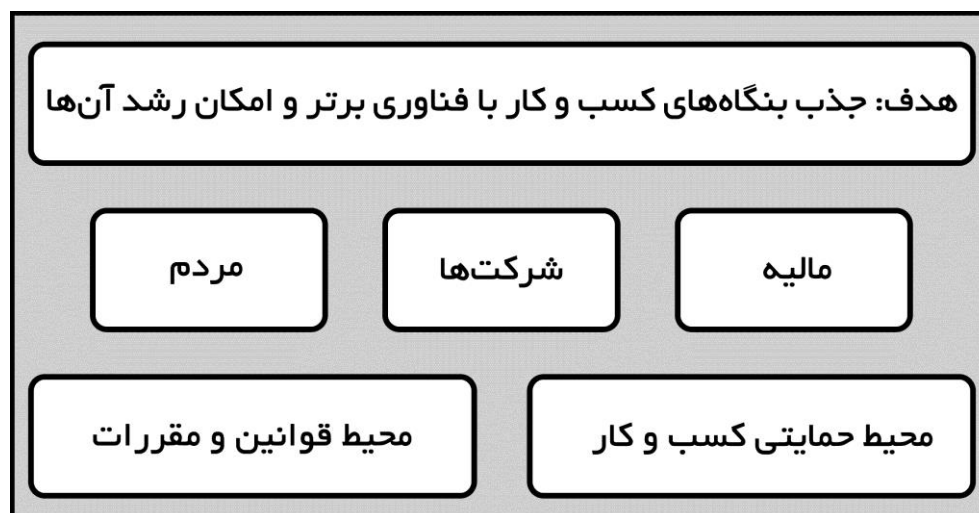 هدف: جذب بنگاه‌های کسب و کار با فناوری برتر و امکان رشد آن‌ها
مالیه
شرکت‌ها
مردم
محیط حمایتی کسب و کار
محیط قوانین و مقررات